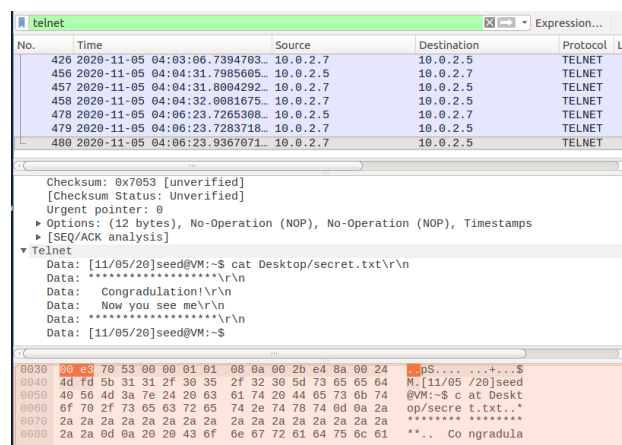 telnet Expression...
No. Time Source Destination Protocol L
426 2020-11-05 04:03:06.7394703… 10.0.2.7 10.0.2.5 TELNET
456 2020-11-05 04:04:31.7985605… 10.0.2.5 10.0.2.7 TELNET
457 2020-11-05 04:04:31.8004292… 10.0.2.7 10.0.2.5 TELNET
458 2020-11-05 04:04:32.0081675… 10.0.2.7 10.0.2.5 TELNET
478 2020-11-05 04:06:23.7265308… 10.0.2.5 10.0.2.7 TELNET
479 2020-11-05 04:06:23.7283718… 10.0.2.7 10.0.2.5 TELNET
480 2020-11-05 04:06:23.9367071… 10.0.2.7 10.0.2.5 TELNET
Checksum: 0x7053 [unverified]
[Checksum Status: Unverified]
Urgent pointer: 0
Options: (12 bytes), No-Operation (NOP), No-Operation (NOP), Timestamps
[SEQ/ACK analysis]
Telnet
Data: [11/05/20]seed@VM:~$ cat Desktop/secret.txt\r\n
Data: ******************\r\n
Data:   Congradulation!\r\n
Data:   Now you see me\r\n
Data: ******************\r\n
Data: [11/05/20]seed@VM:~$
0030 00 e3 70 53 00 00 01 01 08 0a 00 2b e4 8a 00 24 ..pS.... ...+...$
0040 4d fd 5b 31 31 2f 30 35 2f 32 30 5d 73 65 65 64 M.[11/05 /20]seed
0050 40 56 4d 3a 7e 24 20 63 61 74 20 44 65 73 6b 74 @VM:~$ c at Deskt
0060 6f 70 2f 73 65 63 72 65 74 2e 74 78 74 0d 0a 2a op/secre t.txt..*
0070 2a 2a 2a 2a 2a 2a 2a 2a 2a 2a 2a 2a 2a 2a 2a 2a ******** ********
0080 2a 2a 0d 0a 20 20 43 6f 6e 67 72 61 64 75 6c 61 **..  Co ngradula